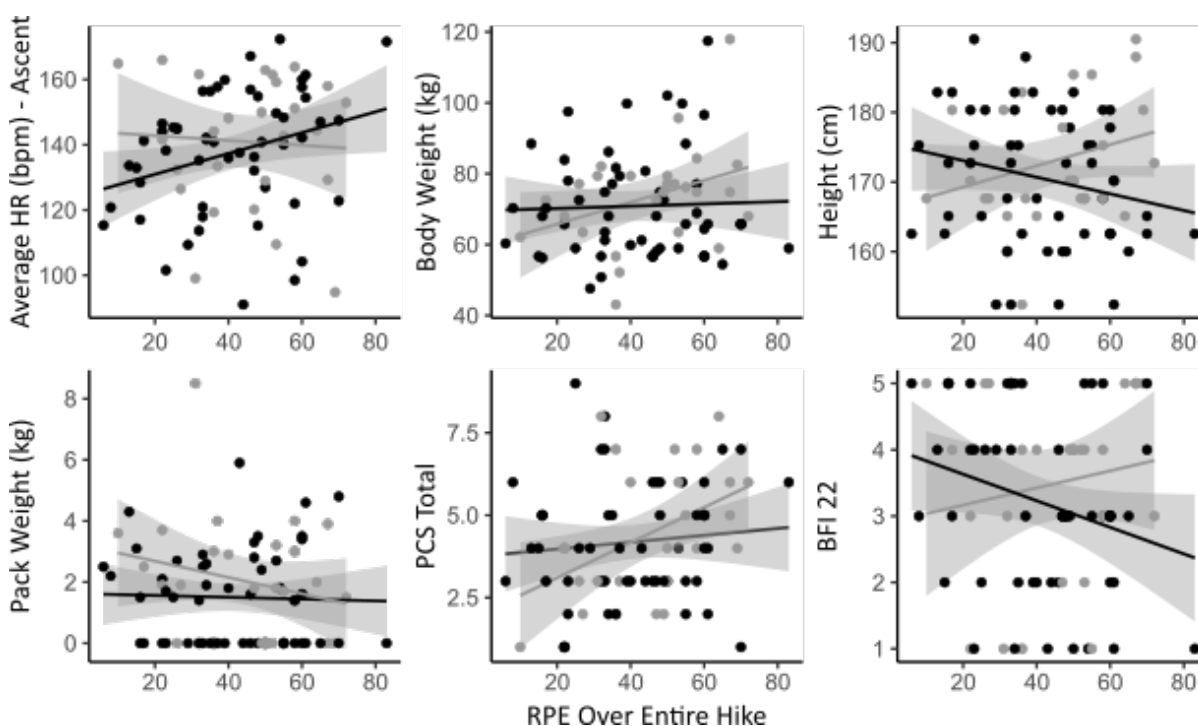 Average HR (bpm) - Ascent
160
140
120
100
20 40 60 80
Body Weight (kg)
120
100
80
60
40
20 40 60 80
Height (cm)
190
180
170
160
20 40 60 80
Pack Weight (kg)
8
6
4
2
0
20 40 60 80
PCS Total
7.5
5.0
2.5
20 40 60 80
BFI 22
5
4
3
2
1
20 40 60 80
RPE Over Entire Hike